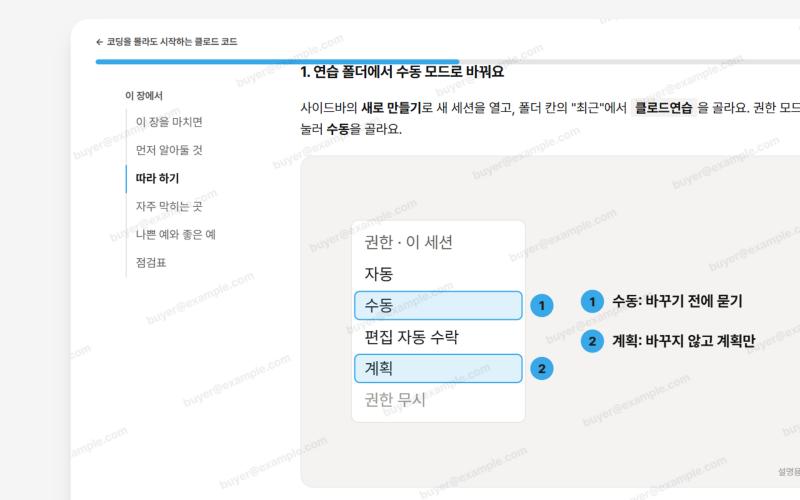 ← 코딩을 몰라도 시작하는 클로드 코드
이 장에서
이 장을 마치면
먼저 알아둘 것
따라 하기
자주 막히는 곳
나쁜 예와 좋은 예
점검표
1. 연습 폴더에서 수동 모드로 바꿔요
사이드바의 새로 만들기로 새 세션을 열고, 폴더 칸의 "최근"에서 클로드연습 을 골라요. 권한 모드
눌러 수동을 골라요.
권한 · 이 세션
자동
수동
편집 자동 수락
계획
권한 무시
1
2
1 수동: 바꾸기 전에 묻기
2 계획: 바꾸지 않고 계획만
설명용
buyer@example.com